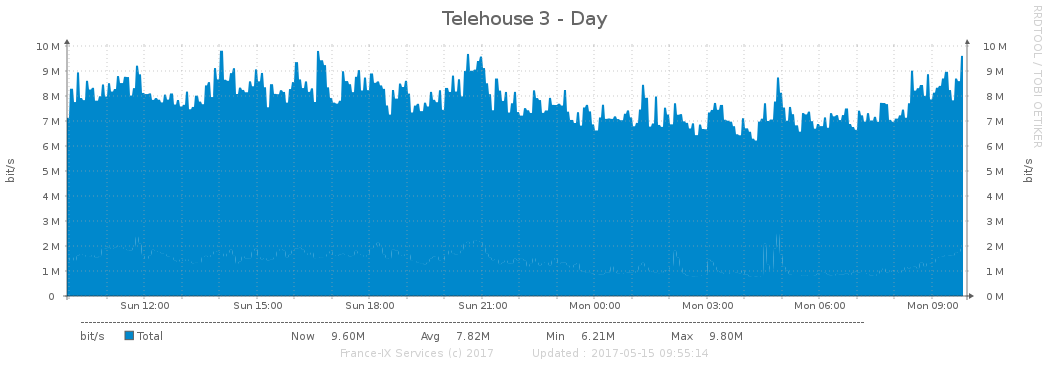 Telehouse 3 - Day
RRDTOOL / TOBI OETIKER
10 M 10 M
9 M 9 M
8 M 8 M
7 M 7 M
6 M 6 M
5 M 5 M
4 M 4 M
3 M 3 M
2 M 2 M
1 M 1 M
0 0 M
bit/s bit/s
Sun 12:00 Sun 15:00 Sun 18:00 Sun 21:00 Mon 00:00 Mon 03:00 Mon 06:00 Mon 09:00
bit/s Total Now 9.60M Avg 7.82M Min 6.21M Max 9.80M
France-IX Services (c) 2017 Updated : 2017-05-15 09:55:14